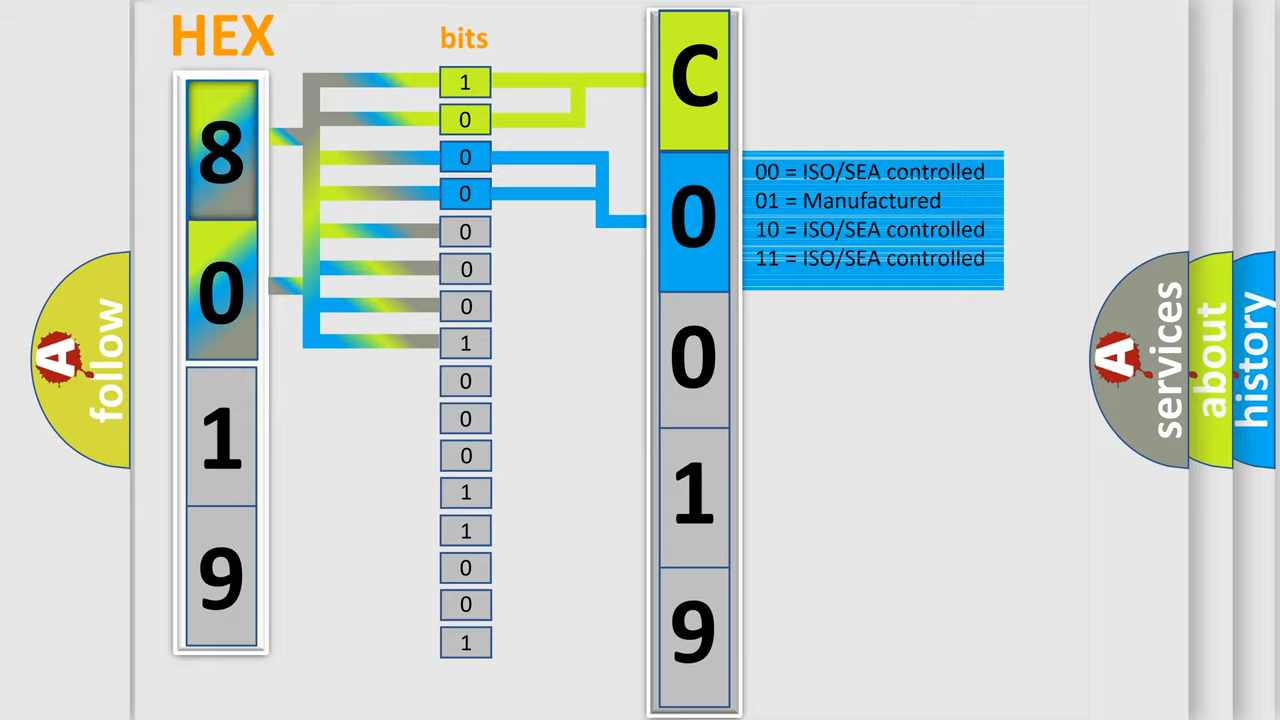 HEX
8
0
1
9
bits
1
0
0
0
0
0
0
1
0
0
0
1
1
0
0
1
C
0
0
1
9
00 = ISO/SEA controlled
01 = Manufactured
10 = ISO/SEA controlled
11 = ISO/SEA controlled
A
follow
A
services
about
history